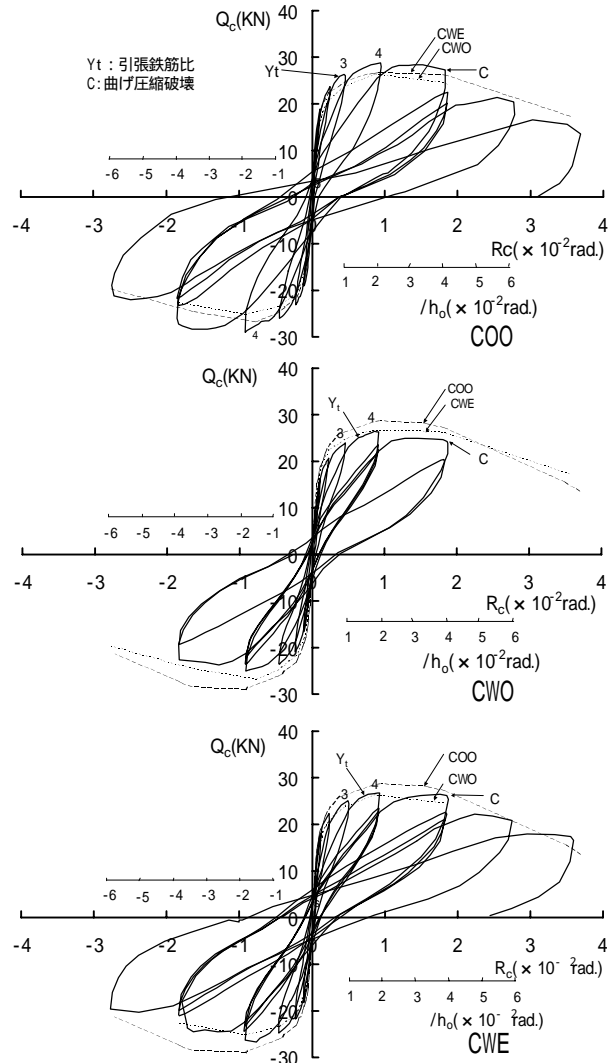 Qc(KN)
40
30
20
10
0
-10
-20
-30
Yt : 引張鉄筋比
C: 曲げ圧縮破壊
Yt
3
4
CWE
CWO
C
-6 -5 -4 -3 -2 -1
-4 -3 -2 -1 0 1 2 3 4
Rc(×10-2rad.)
1 2 3 4 5 6
/ho(×10-2rad.)
4
COO
Qc(KN)
40
30
20
10
0
-10
-20
-30
Yt
3
4
COO
CWE
C
-6 -5 -4 -3 -2 -1
-4 -3 -2 -1 0 1 2 3 4
Rc(×10-2rad.)
1 2 3 4 5 6
/ho(×10-2rad.)
CWO
Qc(KN)
40
30
20
10
0
-10
-20
-30
Yt
3
4
COO
CWO
C
-6 -5 -4 -3 -2 -1
-4 -3 -2 -1 0 1 2 3 4
Rc(×10-2rad.)
1 2 3 4 5 6
/ho(×10-2rad.)
CWE